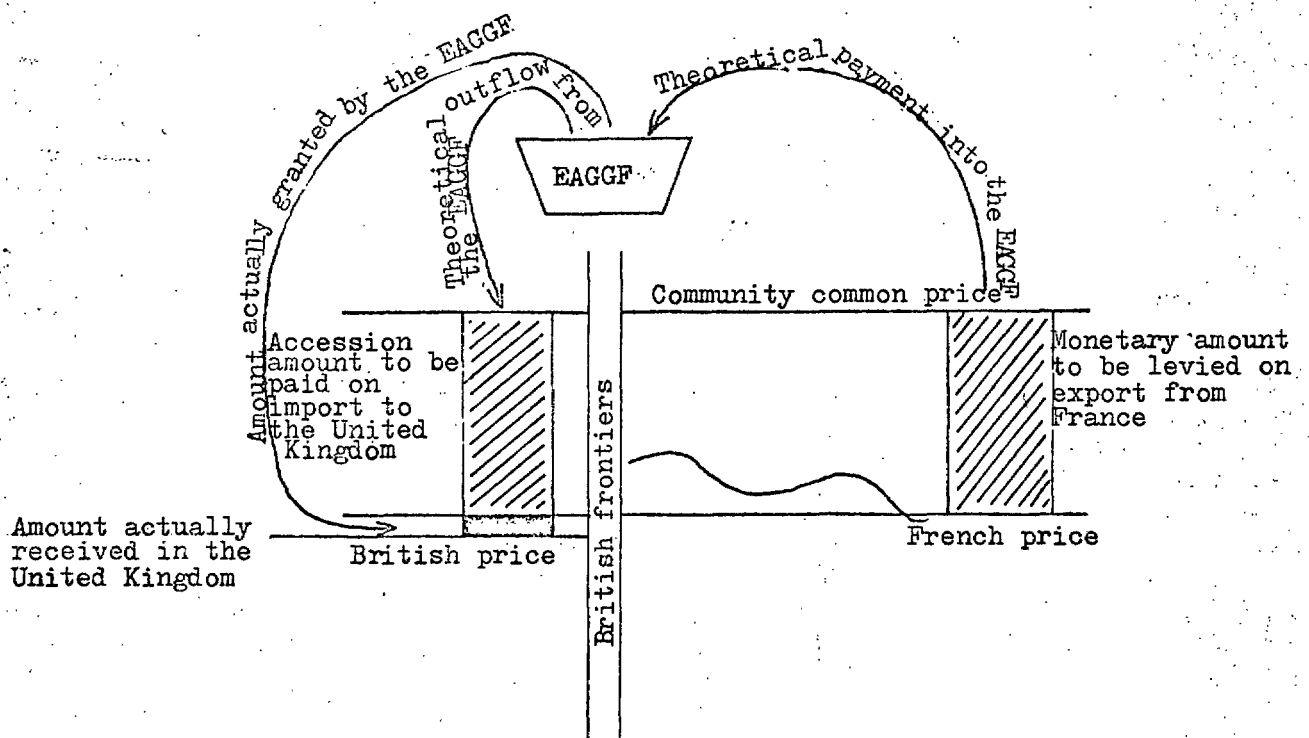 Amount actually granted by the EAGGF
Theoretical outflow from
the EAGGF
Theoretical payment into the EAGGF
EAGGF
Community common price
Accession
amount to be
paid on
import to
the United
Kingdom
British frontiers
Monetary amount
to be levied on
export from
France
Amount actually
received in the
United Kingdom
British price
French price